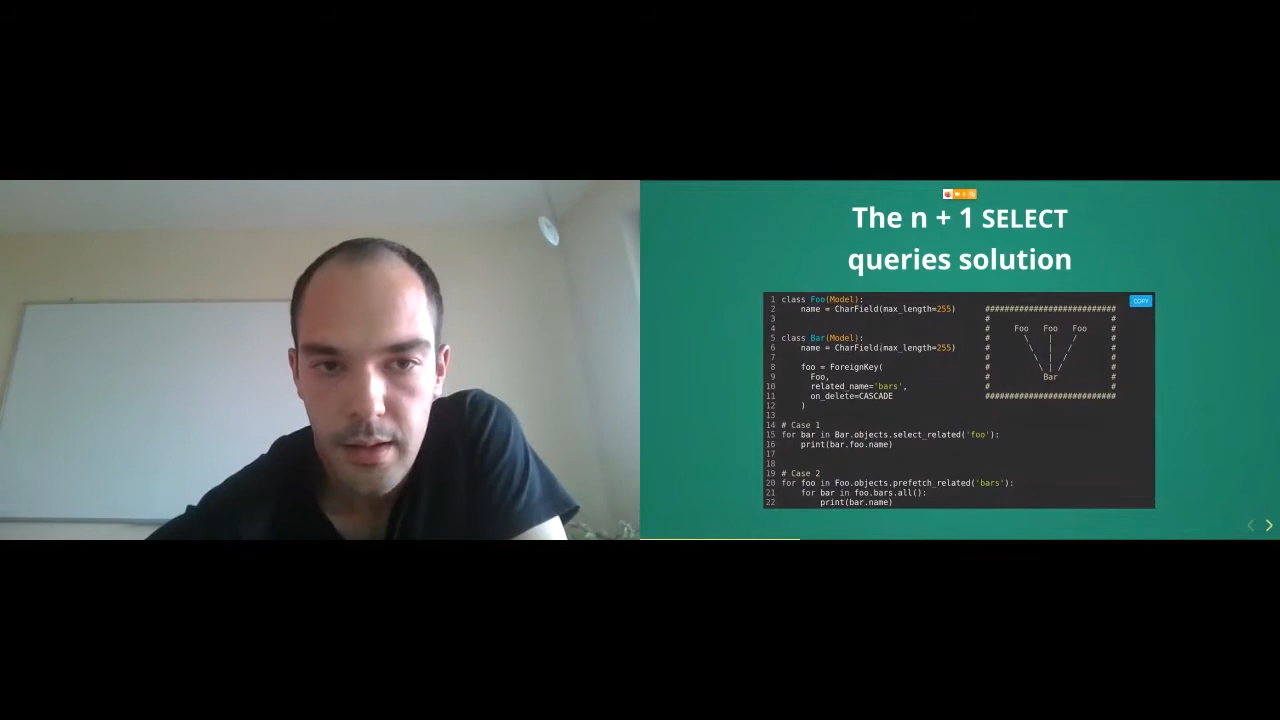 The n + 1 SELECT
queries solution
COPY
1 class Foo(Model):
2     name = CharField(max_length=255)      ###########################
3                                           #                         #
4                                           #     Foo   Foo   Foo     #
5 class Bar(Model):                         #       \    |    /       #
6     name = CharField(max_length=255)      #        \   |   /        #
7                                           #         \  |  /         #
8     foo = ForeignKey(                     #          \ | /          #
9       Foo,                                #           Bar           #
10       related_name='bars',                #                         #
11       on_delete=CASCADE                   ###########################
12     )
13
14 # Case 1
15 for bar in Bar.objects.select_related('foo'):
16     print(bar.foo.name)
17
18
19 # Case 2
20 for foo in Foo.objects.prefetch_related('bars'):
21     for bar in foo.bars.all():
22         print(bar.name)